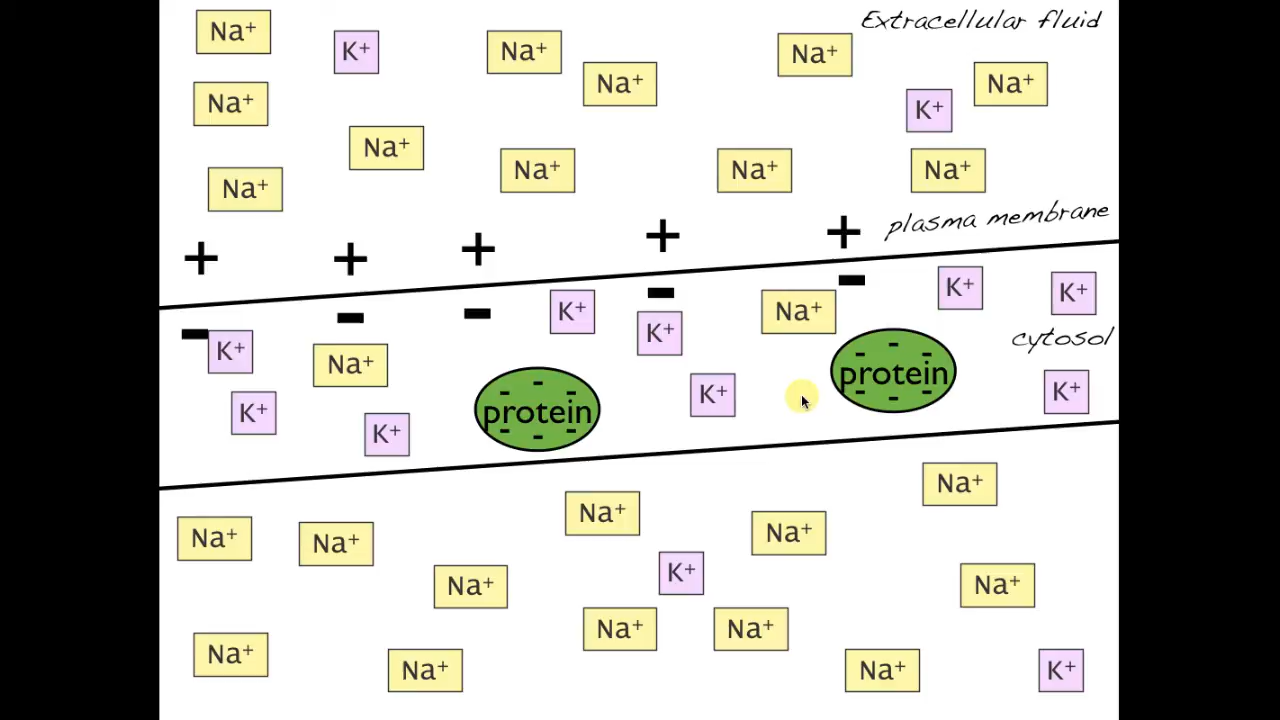 Extracellular fluid
Na⁺
K⁺
Na⁺
Na⁺
Na⁺
Na⁺
Na⁺
K⁺
Na⁺
Na⁺
Na⁺
Na⁺
Na⁺
Na⁺
plasma membrane
+ + + + +
- - - - -
K⁺
K⁺
K⁺
Na⁺
K⁺
cytosol
K⁺
Na⁺
K⁺
- - -
protein
- - -
K⁺
K⁺
K⁺
- - -
protein
- - -
K⁺
Na⁺
Na⁺
Na⁺
Na⁺
Na⁺
K⁺
Na⁺
Na⁺
Na⁺
Na⁺
Na⁺
Na⁺
Na⁺
K⁺